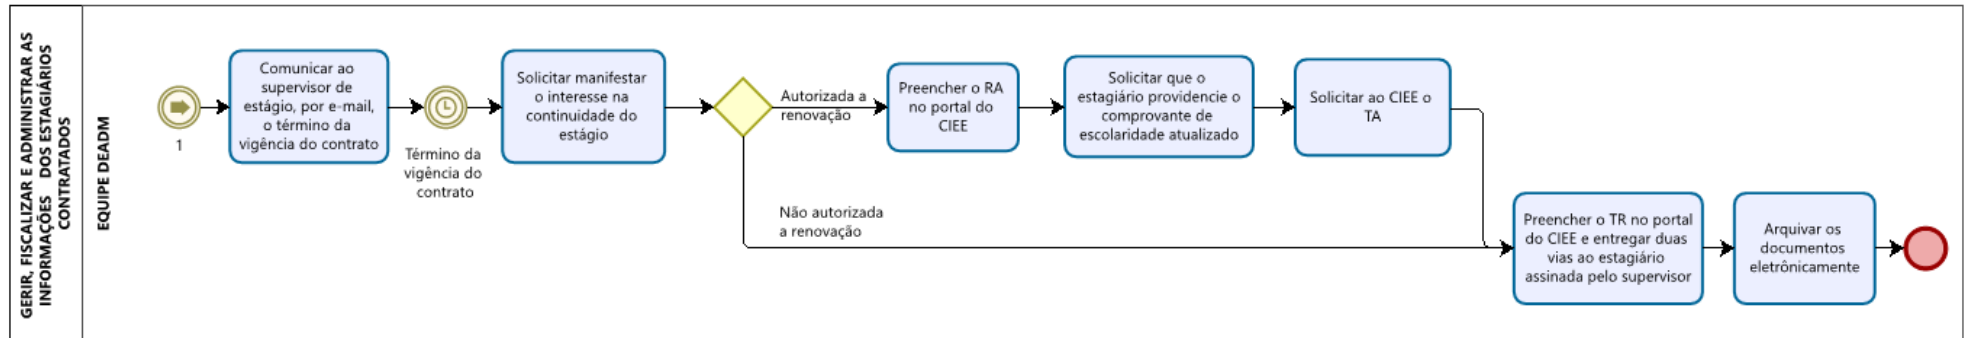 GERIR, FISCALIZAR E ADMINISTRAR AS
INFORMAÇÕES DOS ESTAGIÁRIOS
CONTRATADOS
EQUIPE DEADM
1
Comunicar ao
supervisor de
estágio, por e-mail,
o término da
vigência do contrato
Término da
vigência do
contrato
Solicitar manifestar
o interesse na
continuidade do
estágio
Autorizada a
renovação
Não autorizada
a renovação
Preencher o RA
no portal do
CIEE
Solicitar que o
estagiário providencie o
comprovante de
escolaridade atualizado
Solicitar ao CIEE o
TA
Preencher o TR no portal
do CIEE e entregar duas
vias ao estagiário
assinada pelo supervisor
Arquivar os
documentos
eletrônicamente